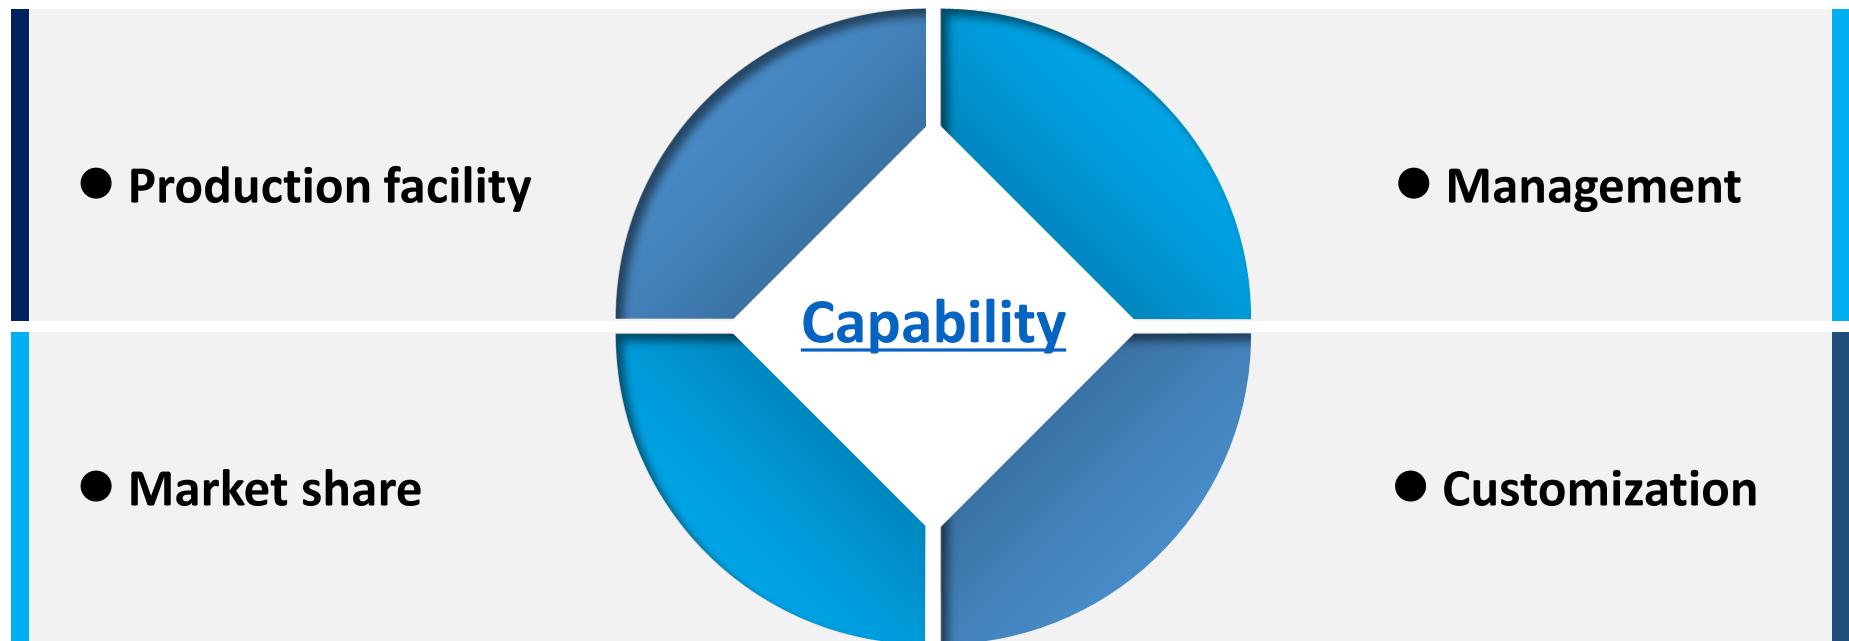 ● Production facility
● Management
Capability
● Market share
● Customization